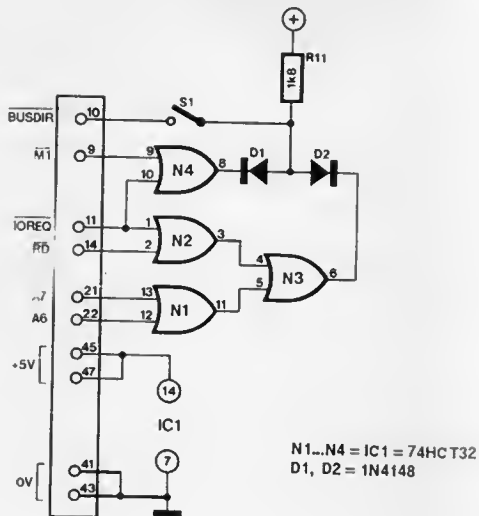 +
R11
1k8
BUSDIR
10
S1
M1
9
9
10
N4
8
D1
D2
IOREQ
11
RD
14
1
2
N2
3
4
5
N3
6
A7
21
A6
22
13
12
N1
11
+5V
45
47
14
IC1
7
0V
41
43
N1...N4 = IC1 = 74HCT32
D1, D2 = 1N4148